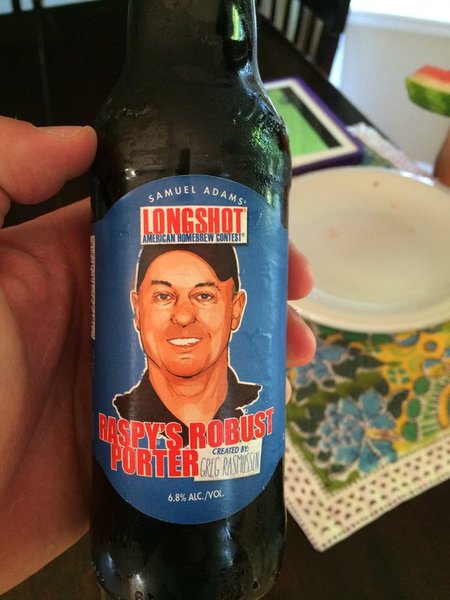 SAMUEL ADAMS®
LONGSHOT®
AMERICAN HOMEBREW CONTEST®
RASPY'S ROBUST
PORTER
CREATED BY:
GREG RASMUSSEN
6.8% ALC./VOL.